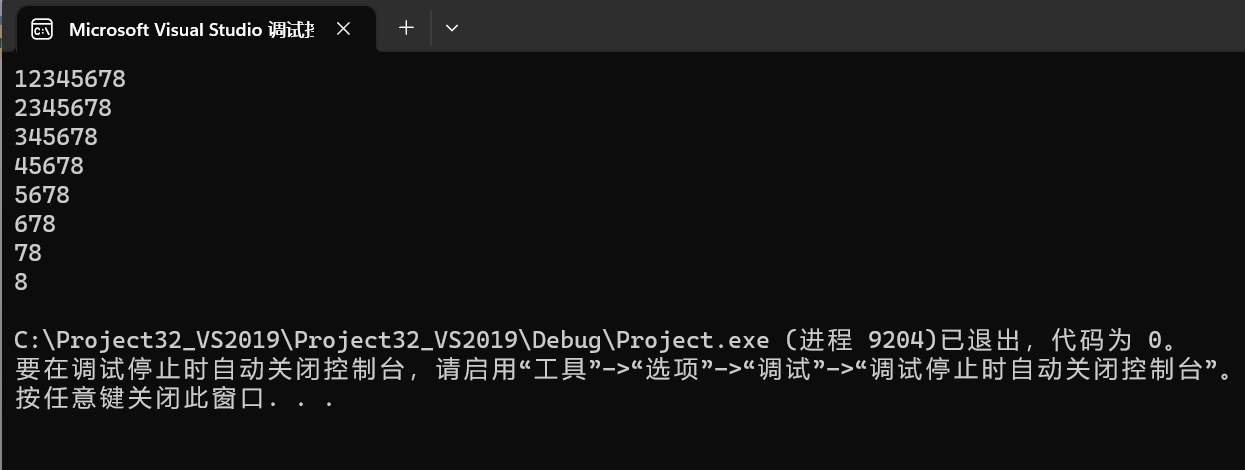 Microsoft Visual Studio 调试
12345678
2345678
345678
45678
5678
678
78
8
C:\Project32_VS2019\Project32_VS2019\Debug\Project.exe (进程 9204)已退出，代码为 0。
要在调试停止时自动关闭控制台，请启用“工具”->“选项”->“调试”->“调试停止时自动关闭控制台”。
按任意键关闭此窗口. . .